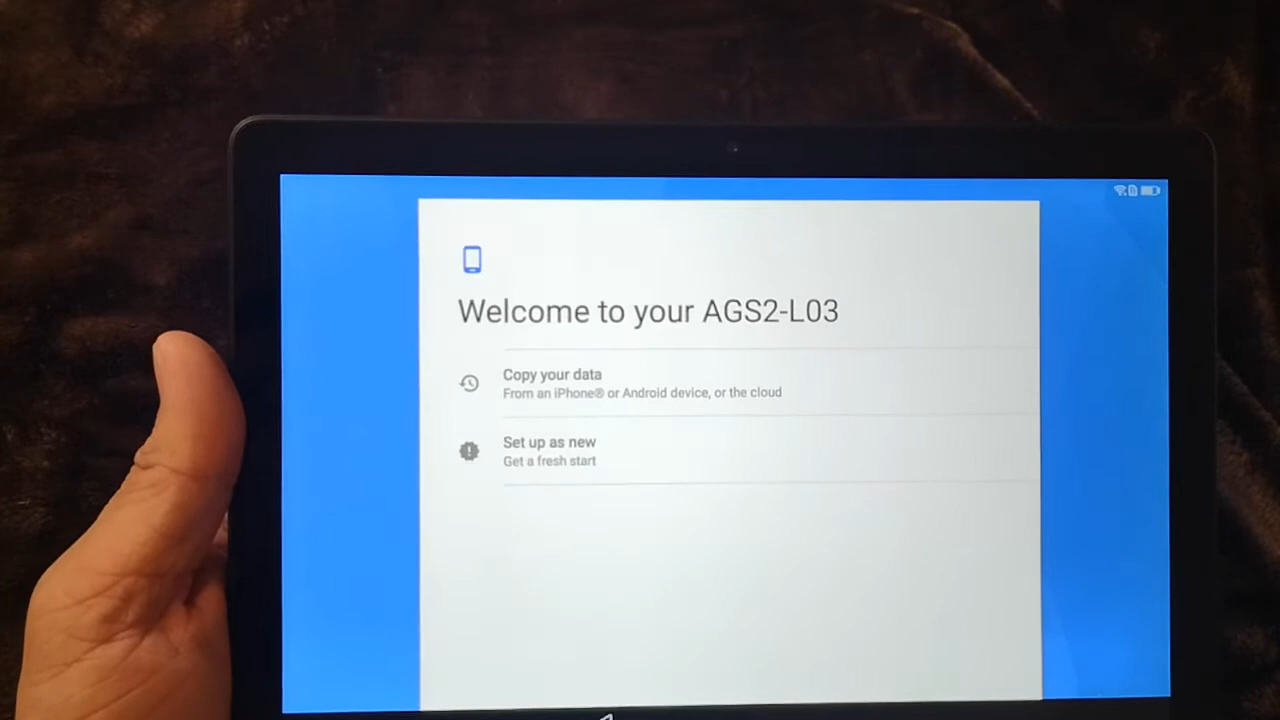 Welcome to your AGS2-L03
Copy your data
From an iPhone® or Android device, or the cloud
Set up as new
Get a fresh start